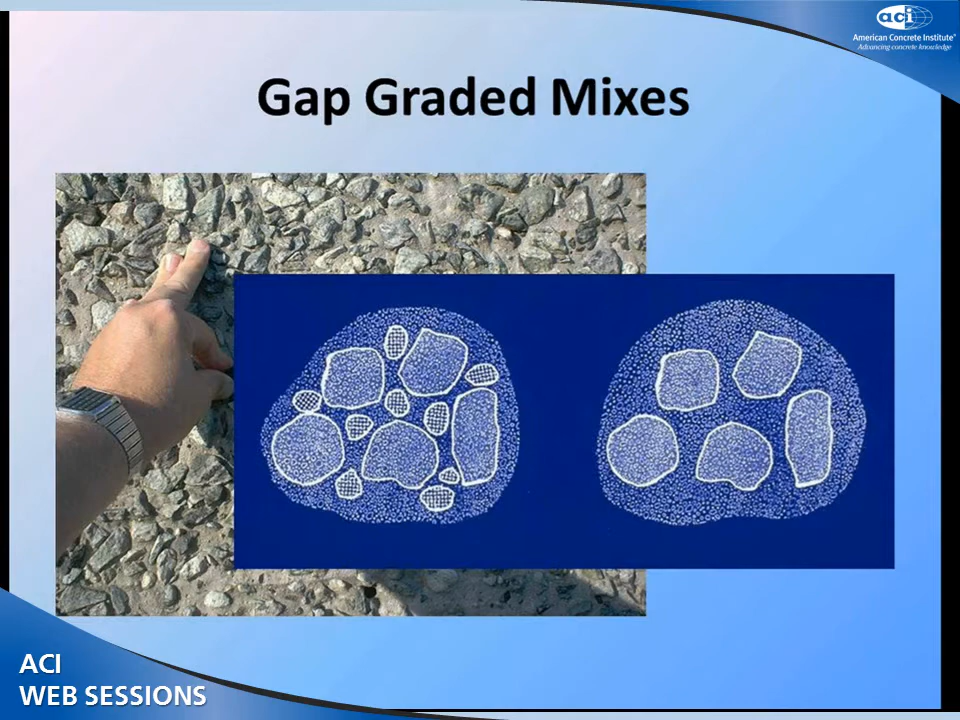 aci
American Concrete Institute®
Advancing concrete knowledge
Gap Graded Mixes
ACI
WEB SESSIONS